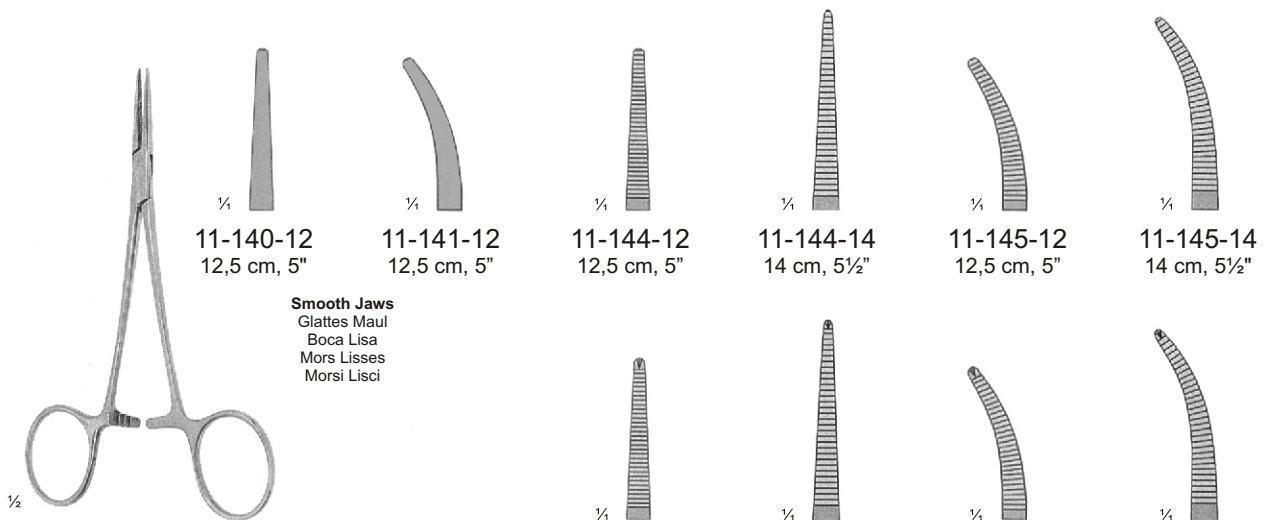 ¹⁄₁
¹⁄₁
¹⁄₁
¹⁄₁
¹⁄₁
¹⁄₁
11-140-12
12,5 cm, 5"
11-141-12
12,5 cm, 5”
11-144-12
12,5 cm, 5”
11-144-14
14 cm, 5½”
11-145-12
12,5 cm, 5”
11-145-14
14 cm, 5½"
Smooth Jaws
Glattes Maul
Boca Lisa
Mors Lisses
Morsi Lisci
½
¹⁄₁
¹⁄₁
¹⁄₁
¹⁄₁